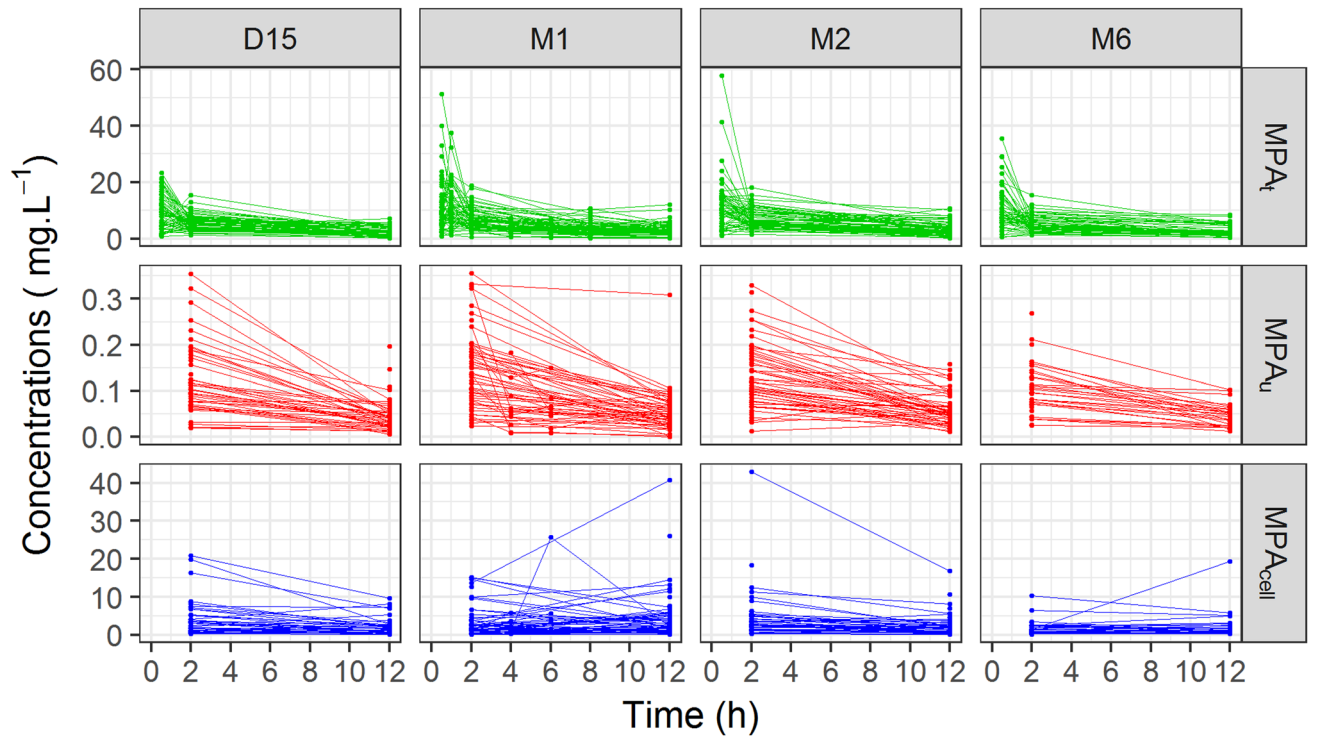 D15 M1 M2 M6
60
40
20
0
MPAt
0.3
0.2
0.1
0.0
MPAu
40
30
20
10
0
MPAcell
0 2 4 6 8 10 12 0 2 4 6 8 10 12 0 2 4 6 8 10 12 0 2 4 6 8 10 12
Time (h)
Concentrations ( mg.L−1)